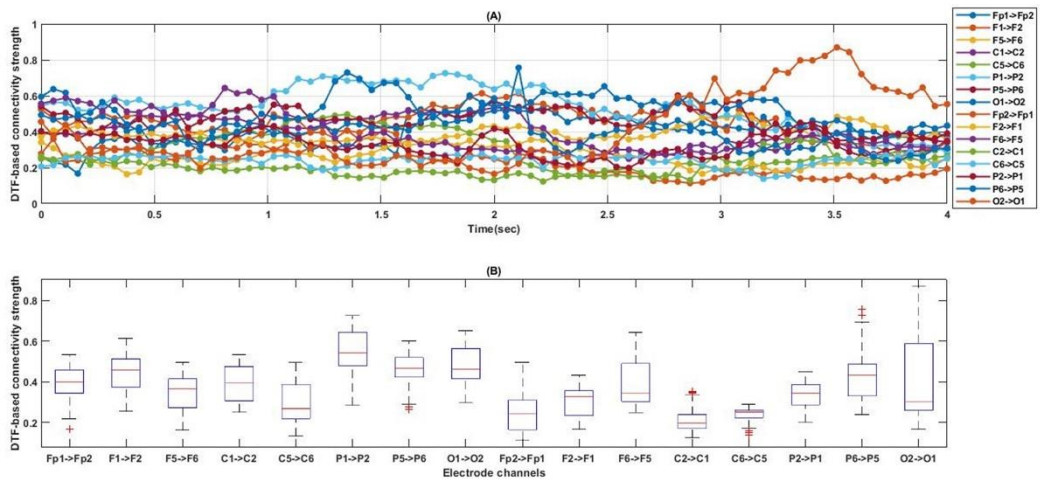 (A)
DTF-based connectivity strength
1
0.8
0.6
0.4
0.2
0
0 0.5 1 1.5 2 2.5 3 3.5 4
Time(sec)
Fp1->Fp2
F1->F2
F5->F6
C1->C2
C5->C6
P1->P2
P5->P6
O1->O2
Fp2->Fp1
F2->F1
F6->F5
C2->C1
C6->C5
P2->P1
P6->P5
O2->O1
(B)
DTF-based connectivity strength
0.8
0.6
0.4
0.2
Fp1->Fp2 F1->F2 F5->F6 C1->C2 C5->C6 P1->P2 P5->P6 O1->O2 Fp2->Fp1 F2->F1 F6->F5 C2->C1 C6->C5 P2->P1 P6->P5 O2->O1
Electrode channels